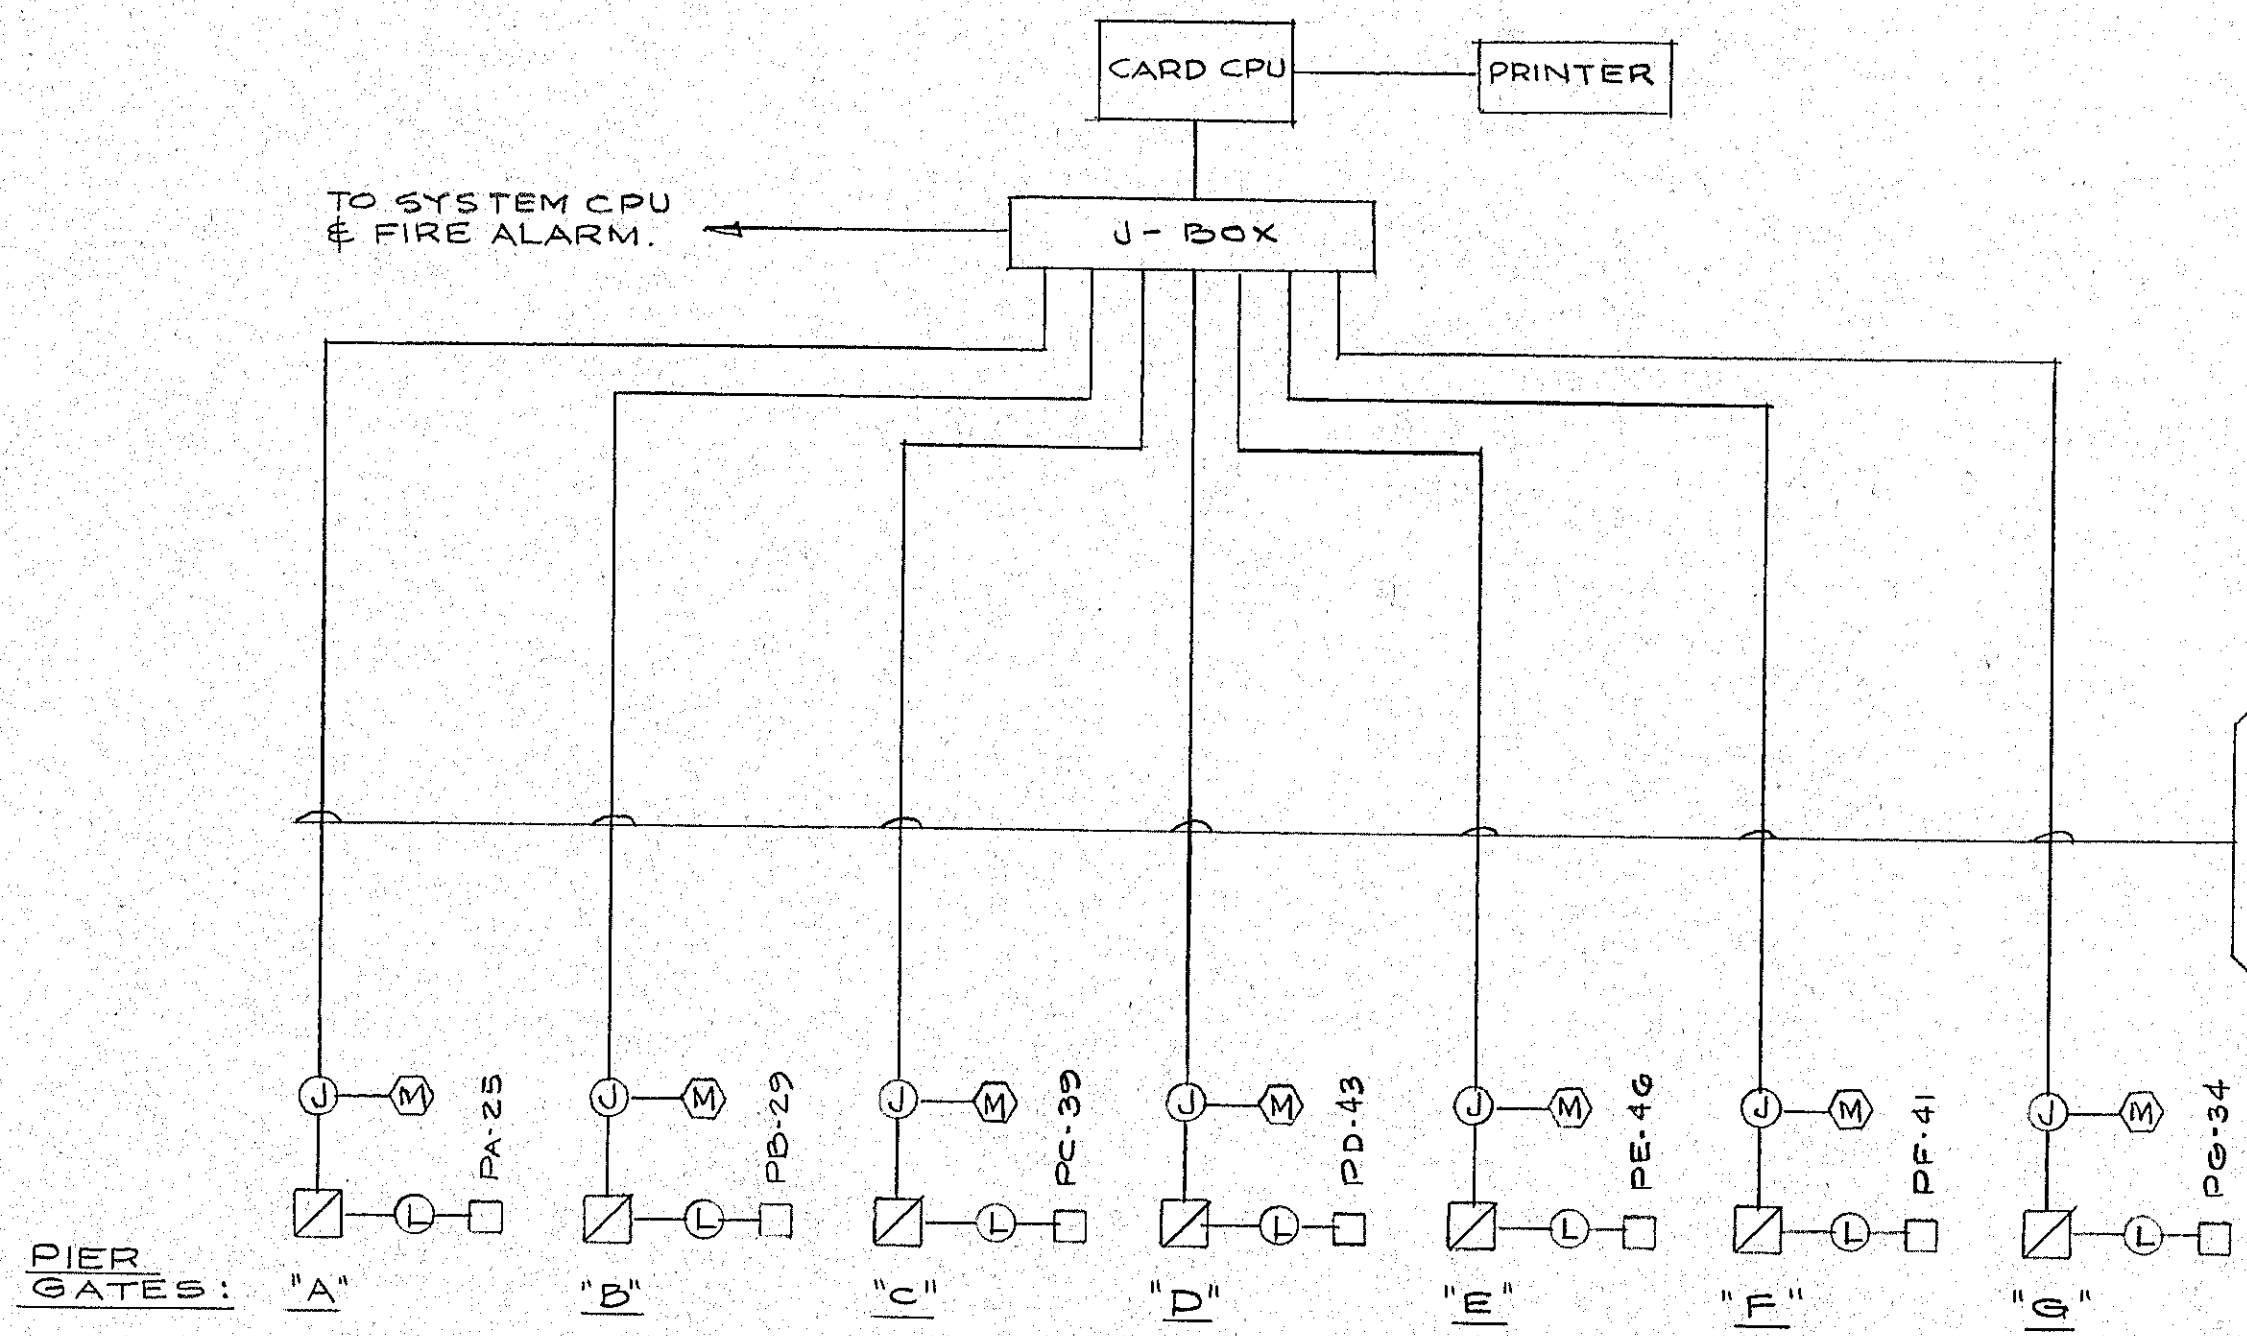 CARD CPU
PRINTER
TO SYSTEM CPU
& FIRE ALARM.
J-BOX
J M PA-25
J M PB-29
J M PC-39
J M PD-43
J M PE-46
J M PF-41
J M PG-34
L
L
L
L
L
L
L
PIER
GATES:
"A"
"B"
"C"
"D"
"E"
"F"
"G"